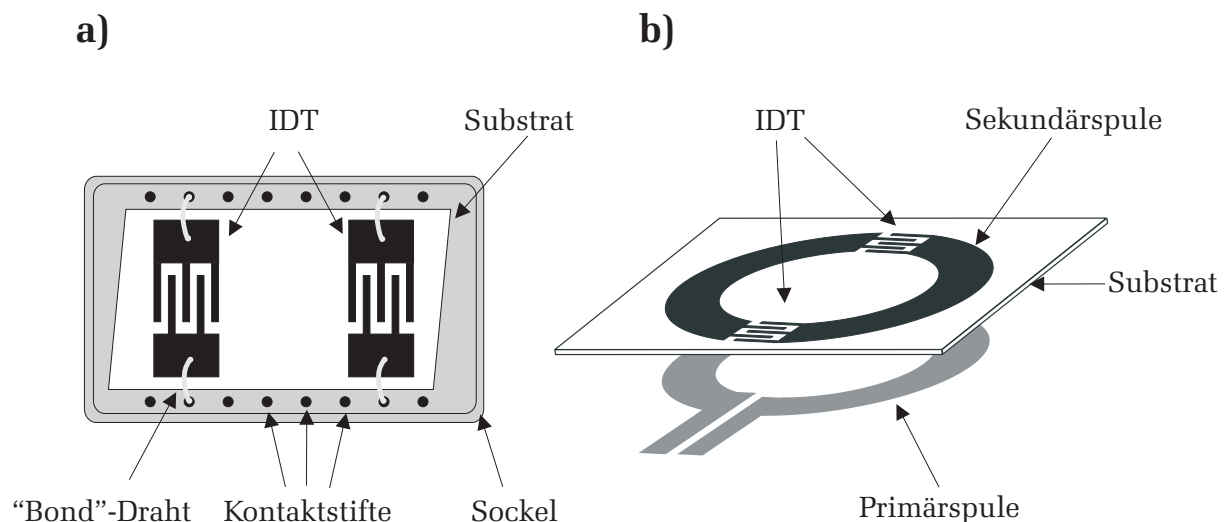 a)
b)
IDT
Substrat
IDT
Sekundärspule
Substrat
“Bond”-Draht
Kontaktstifte
Sockel
Primärspule